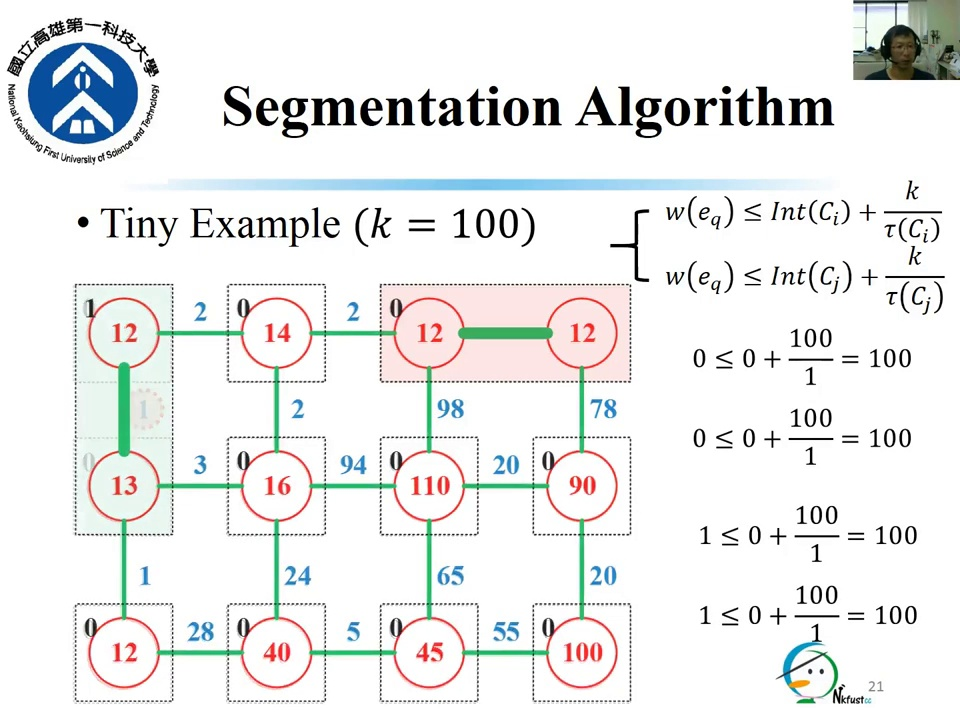 國立高雄第一科技大學
National Kaohsiung First University of Science and Technology
Segmentation Algorithm
• Tiny Example (k = 100)
w(e_q) ≤ Int(C_i) + k/τ(C_i)
w(e_q) ≤ Int(C_j) + k/τ(C_j)
1 0 0
12 2 14 2 12 12
1 2 98 78
0 0 0 0
13 3 16 94 110 20 90
1 24 65 20
0 0 0 0
12 28 40 5 45 55 100
0 ≤ 0 + 100/1 = 100
0 ≤ 0 + 100/1 = 100
1 ≤ 0 + 100/1 = 100
1 ≤ 0 + 100/1 = 100
Nkfust cc
21